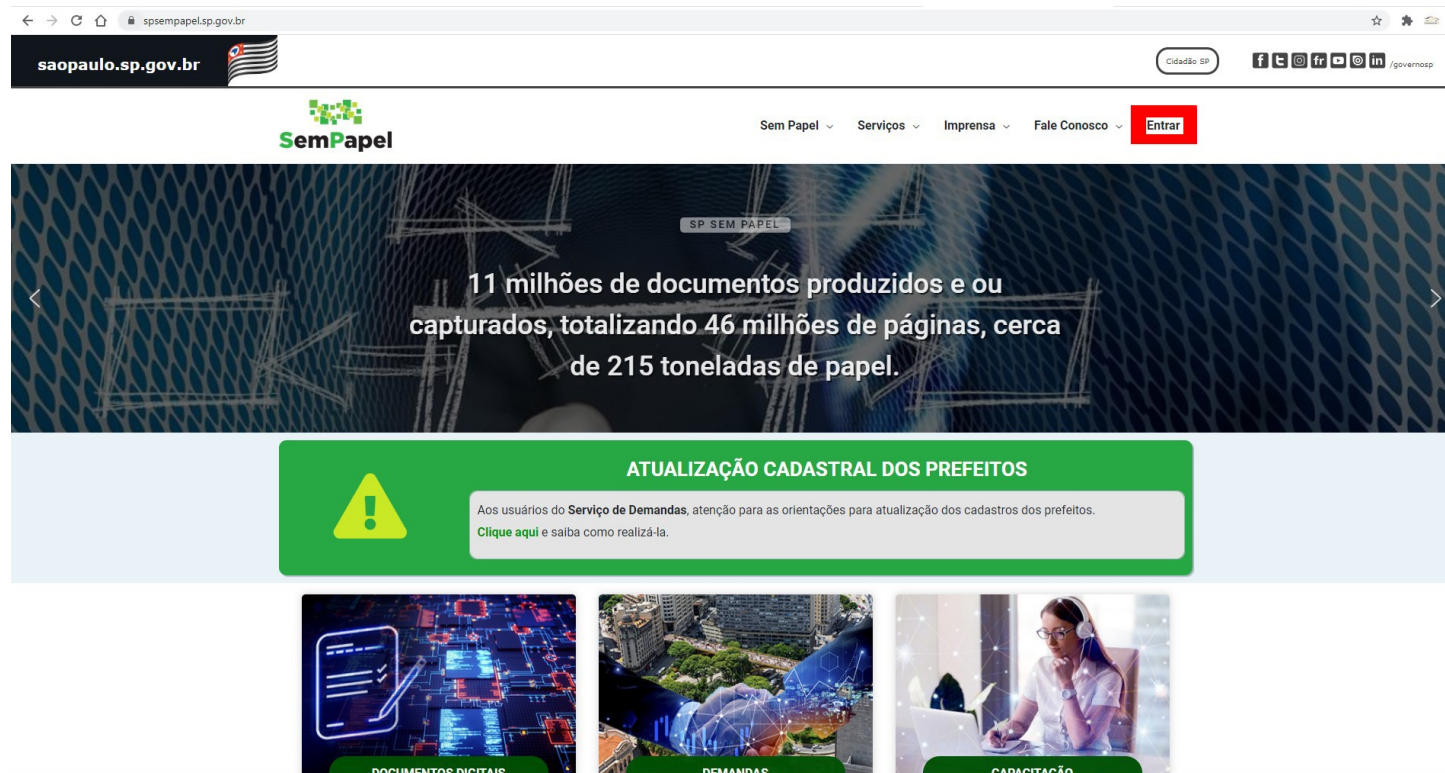 spsempapel.sp.gov.br
saopaulo.sp.gov.br
Cidadão SP
/governosp
SemPapel
Sem Papel
Serviços
Imprensa
Fale Conosco
Entrar
SP SEM PAPEL
11 milhões de documentos produzidos e ou
capturados, totalizando 46 milhões de páginas, cerca
de 215 toneladas de papel.
ATUALIZAÇÃO CADASTRAL DOS PREFEITOS
Aos usuários do Serviço de Demandas, atenção para as orientações para atualização dos cadastros dos prefeitos.
Clique aqui e saiba como realizá-la.
DOCUMENTOS DIGITAIS
DEMANDAS
CAPACITAÇÃO